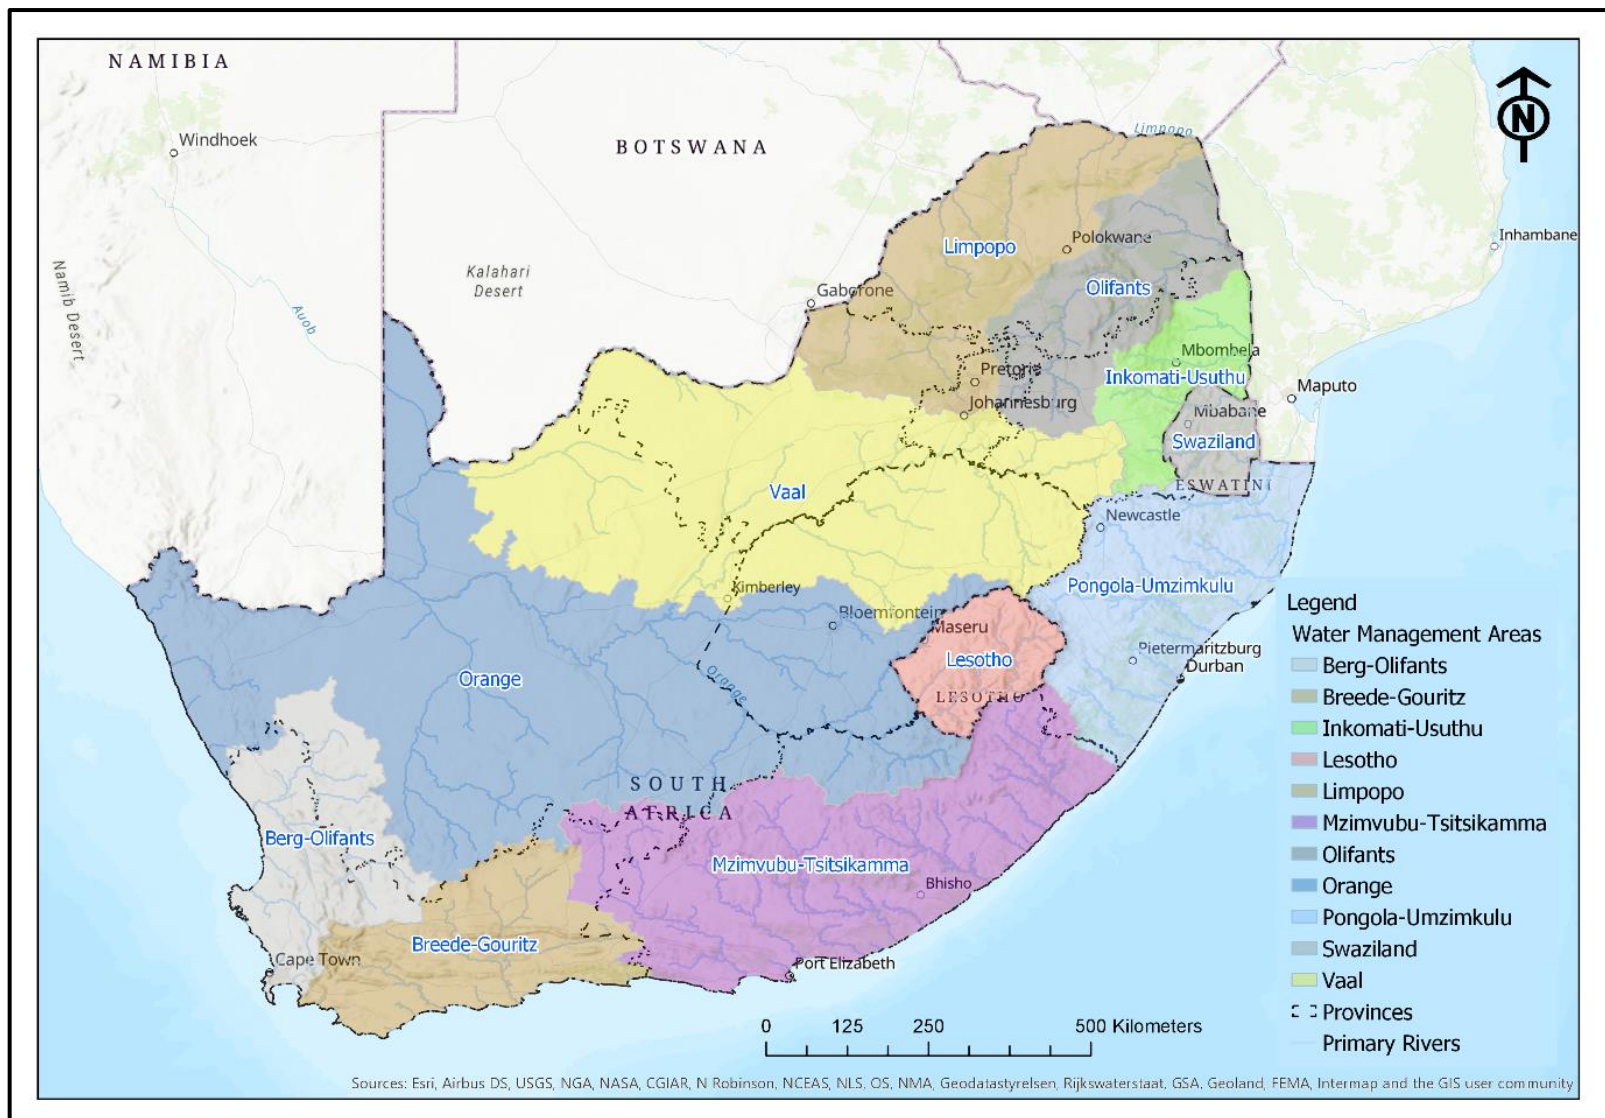 NAMIBIA
Windhoek
BOTSWANA
Limpopo
Inhambane
Namib Desert
Kalahari
Desert
Auob
Gaborone
Limpopo
Polokwane
Olifants
Mbombela
Inkomati-Usuthu
Pretoria
Johannesburg
Maputo
Mbabane
Swaziland
ESWATINI
Vaal
Newcastle
Kimberley
Bloemfontein
Pongola-Umzimkulu
Maseru
Lesotho
LESOTHO
Pietermaritzburg
Durban
Orange
Orange
SOUTH
AFRICA
Berg-Olifants
Mzimvubu-Tsitsikamma
Bhisho
Breede-Gouritz
Cape Town
Port Elizabeth
N
Legend
Water Management Areas
Berg-Olifants
Breede-Gouritz
Inkomati-Usuthu
Lesotho
Limpopo
Mzimvubu-Tsitsikamma
Olifants
Orange
Pongola-Umzimkulu
Swaziland
Vaal
Provinces
Primary Rivers
0 125 250 500 Kilometers
Sources: Esri, Airbus DS, USGS, NGA, NASA, CGIAR, N Robinson, NCEAS, NLS, OS, NMA, Geodatastyrelsen, Rijkswaterstaat, GSA, Geoland, FEMA, Intermap and the GIS user community